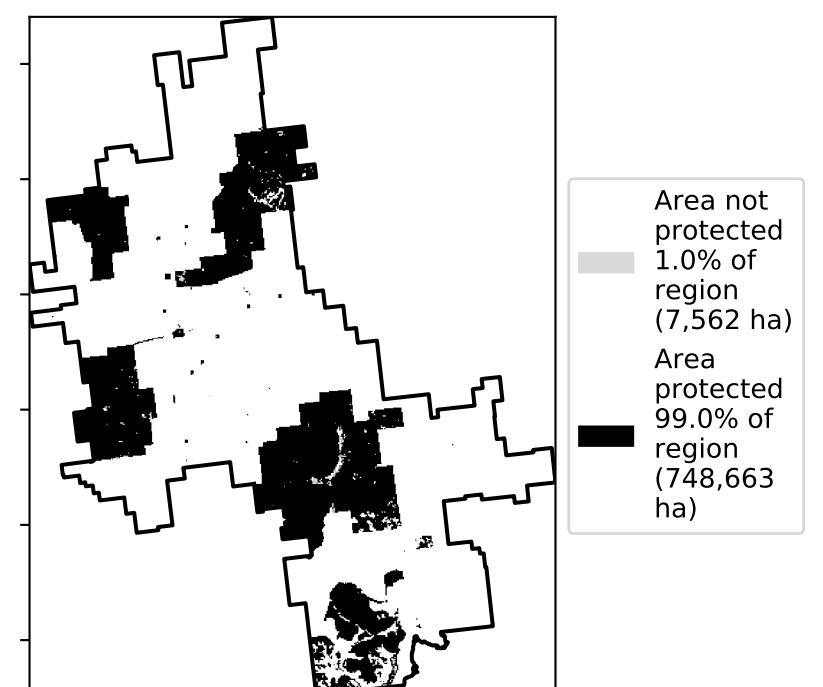 Area not
protected
1.0% of
region
(7,562 ha)
Area
protected
99.0% of
region
(748,663
ha)